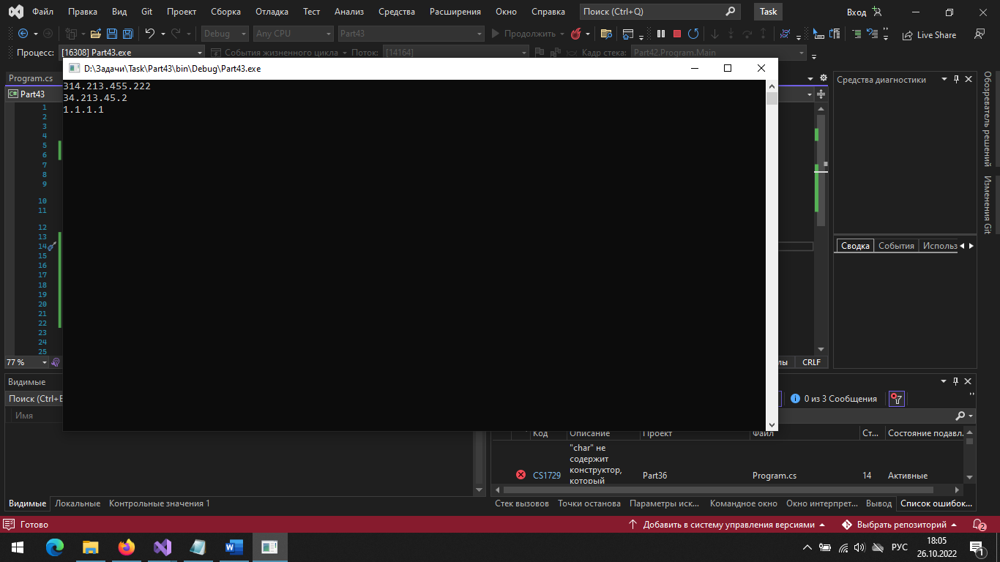 Файл Правка Вид Git Проект Сборка Отладка Тест Анализ Средства Расширения Окно Справка Поиск (Ctrl+Q) Task Вход
Debug Any CPU Part43 Продолжить Live Share
Процесс: [16308] Part43.exe События жизненного цикла Поток: [14164] Кадр стека: Part42.Program.Main
D:\Задачи\Task\Part43\bin\Debug\Part43.exe
314.213.455.222
34.213.45.2
1.1.1.1
Program.cs
Part43
1
2
3
4
5
6
7
8
9
10
11
12
13
14
15
16
17
18
19
20
21
22
23
24
25
77 %
CRLF
Средства диагностики
Сводка События Использ
Обозреватель решений
Изменения Git
Видимые
Поиск (Ctrl+E
Имя
Видимые Локальные Контрольные значения 1
0 из 3 Сообщения
Код Описание Проект Файл Ст... Состояние подавл.
"char" не
содержит
конструктор,
который
CS1729 Part36 Program.cs 14 Активные
Стек вызовов Точки останова Параметры иск... Командное окно Окно интерпрет... Вывод Список ошибок...
Готово Добавить в систему управления версиями Выбрать репозиторий 2
РУС
18:05
26.10.2022
1